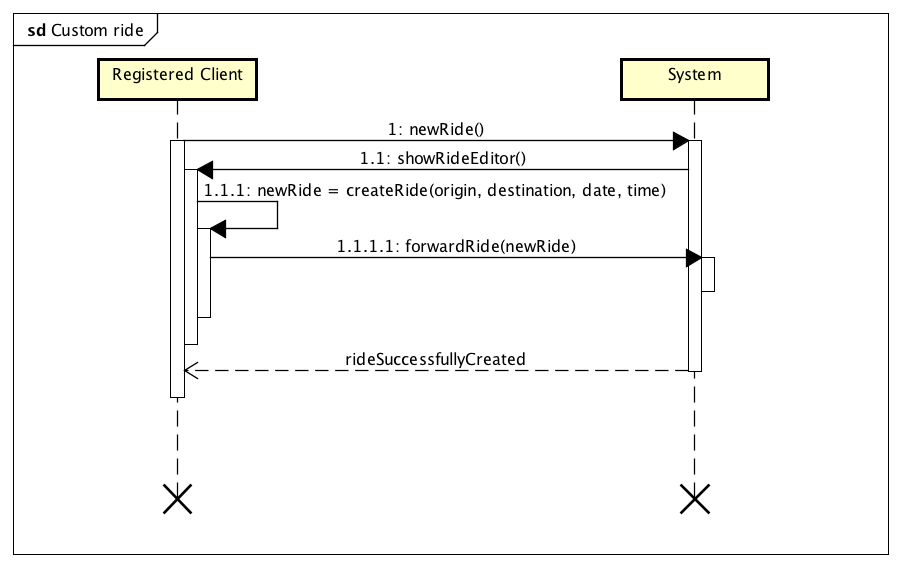 sd Custom ride
Registered Client
System
1: newRide()
1.1: showRideEditor()
1.1.1: newRide = createRide(origin, destination, date, time)
1.1.1.1: forwardRide(newRide)
rideSuccessfullyCreated